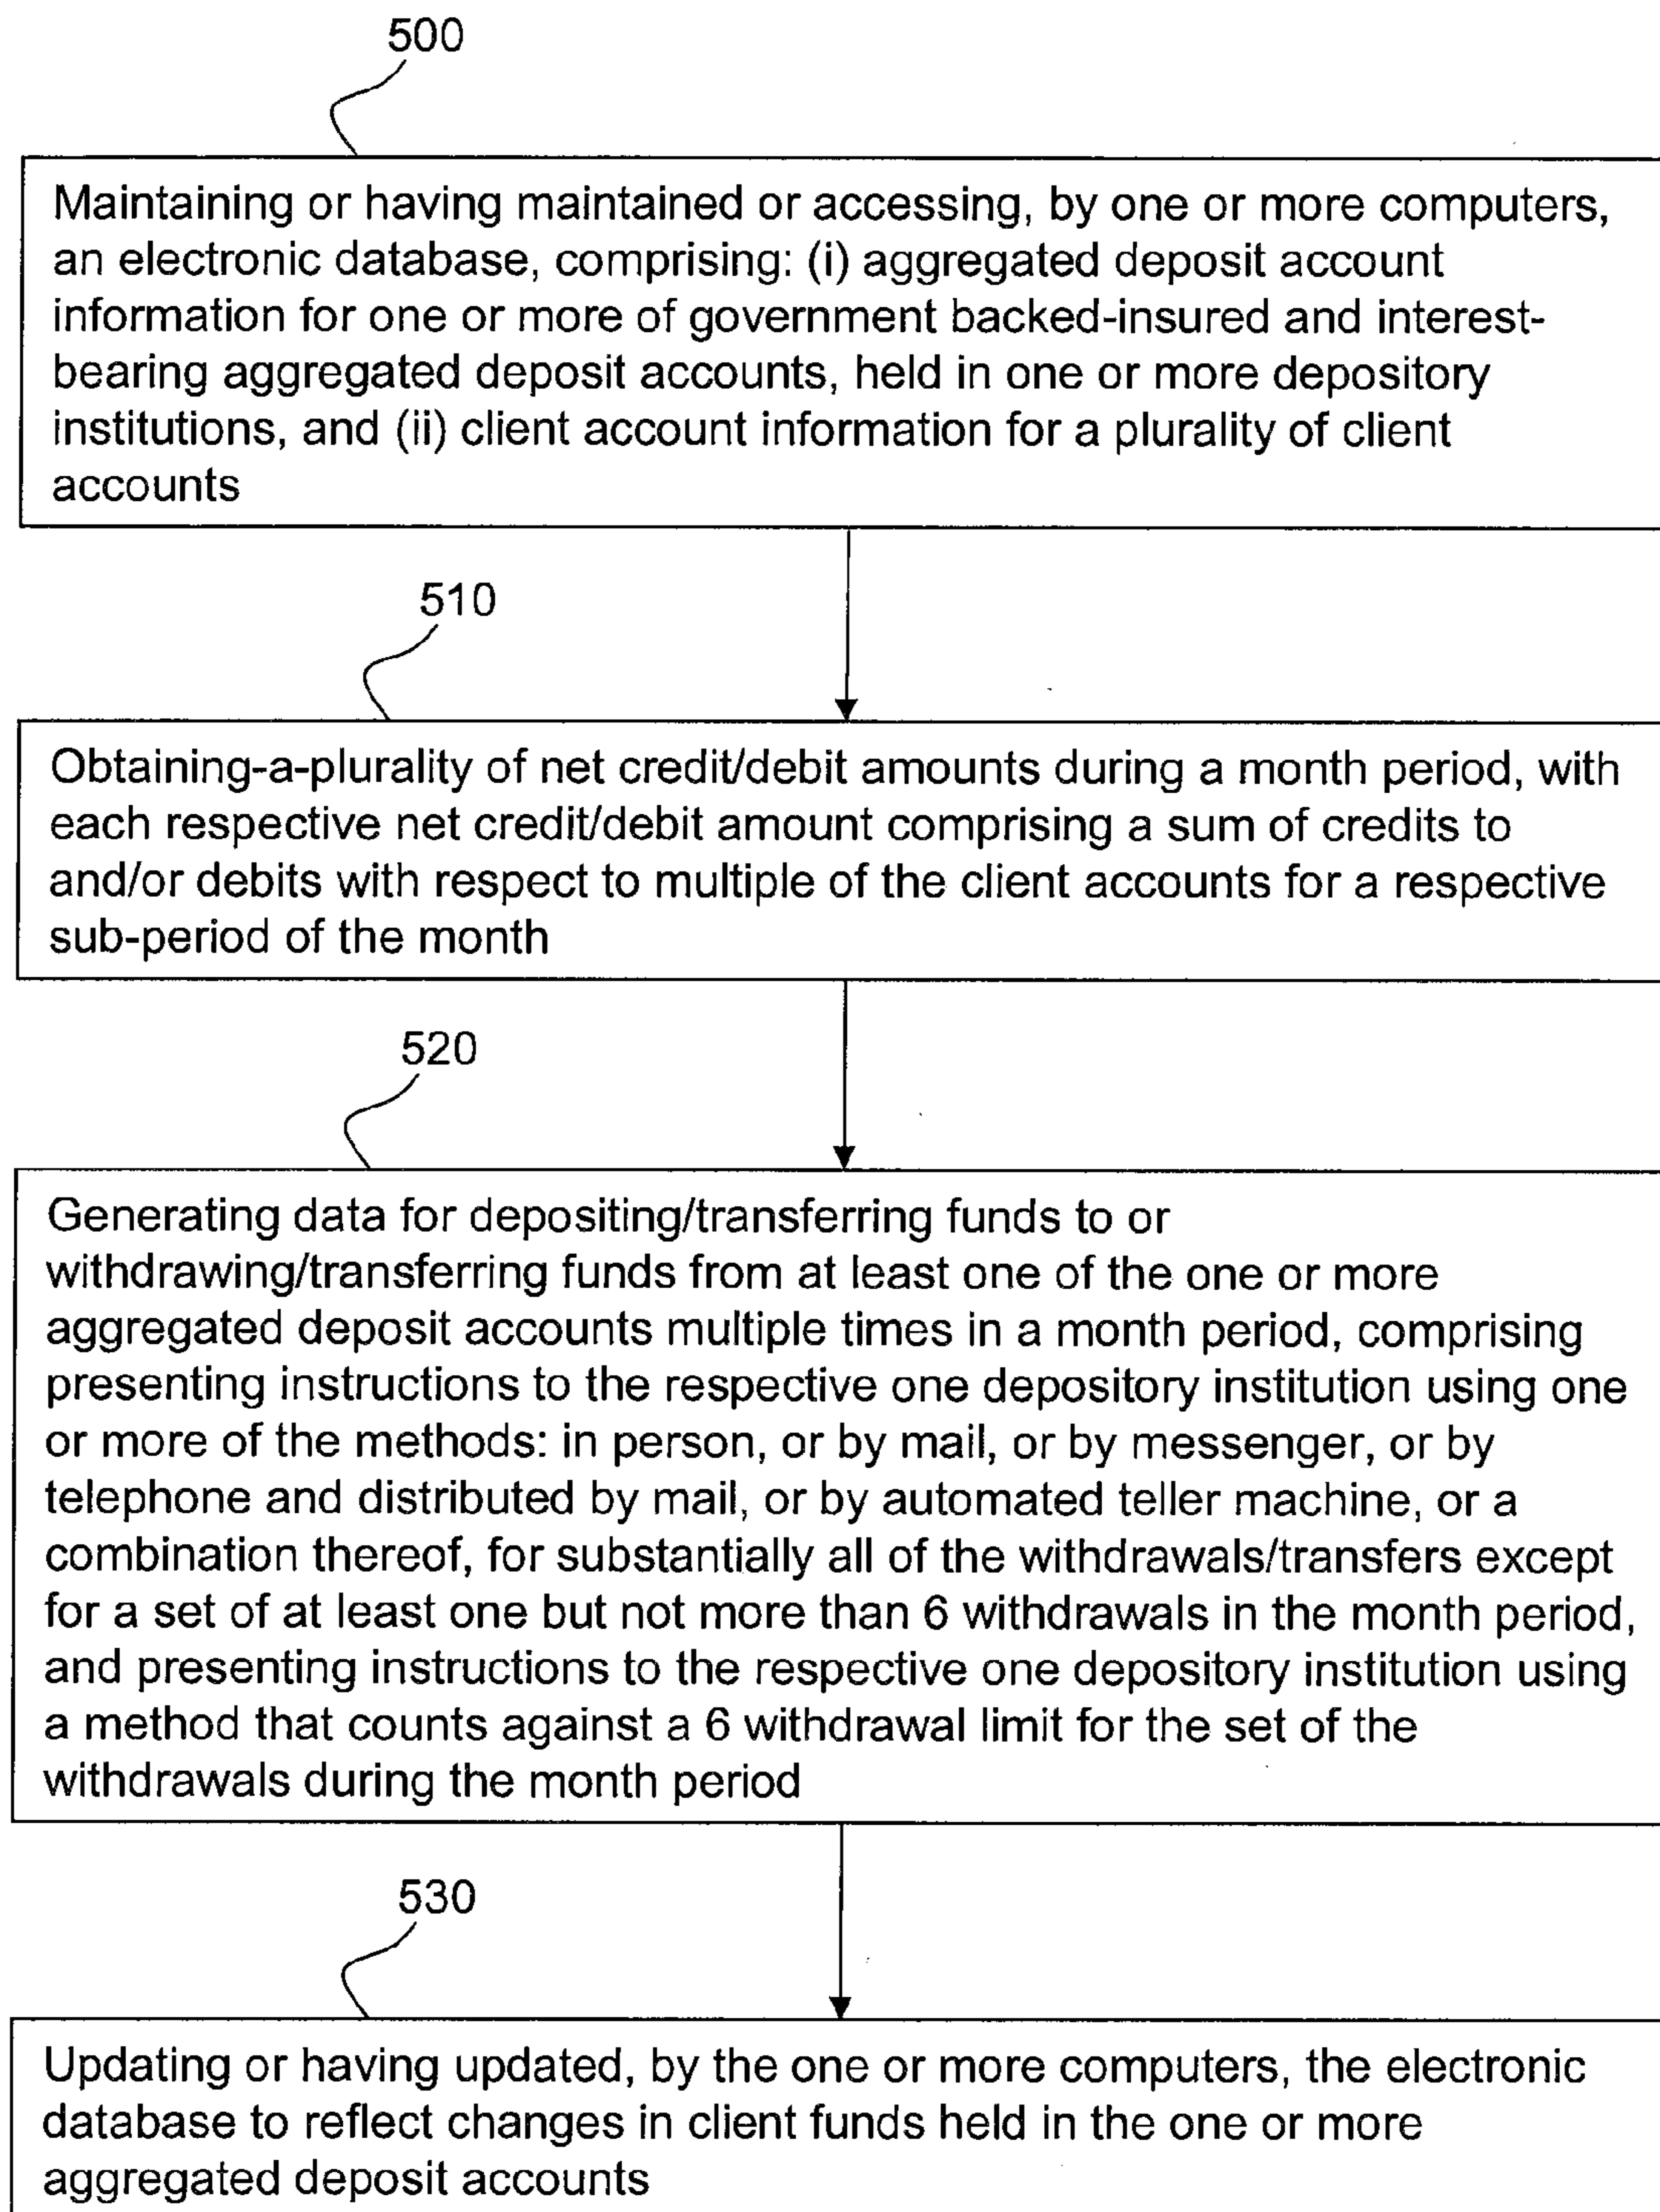 500
Maintaining or having maintained or accessing, by one or more computers,
an electronic database, comprising: (i) aggregated deposit account
information for one or more of government backed-insured and interest-
bearing aggregated deposit accounts, held in one or more depository
institutions, and (ii) client account information for a plurality of client
accounts
510
Obtaining-a-plurality of net credit/debit amounts during a month period, with
each respective net credit/debit amount comprising a sum of credits to
and/or debits with respect to multiple of the client accounts for a respective
sub-period of the month
520
Generating data for depositing/transferring funds to or
withdrawing/transferring funds from at least one of the one or more
aggregated deposit accounts multiple times in a month period, comprising
presenting instructions to the respective one depository institution using one
or more of the methods: in person, or by mail, or by messenger, or by
telephone and distributed by mail, or by automated teller machine, or a
combination thereof, for substantially all of the withdrawals/transfers except
for a set of at least one but not more than 6 withdrawals in the month period,
and presenting instructions to the respective one depository institution using
a method that counts against a 6 withdrawal limit for the set of the
withdrawals during the month period
530
Updating or having updated, by the one or more computers, the electronic
database to reflect changes in client funds held in the one or more
aggregated deposit accounts